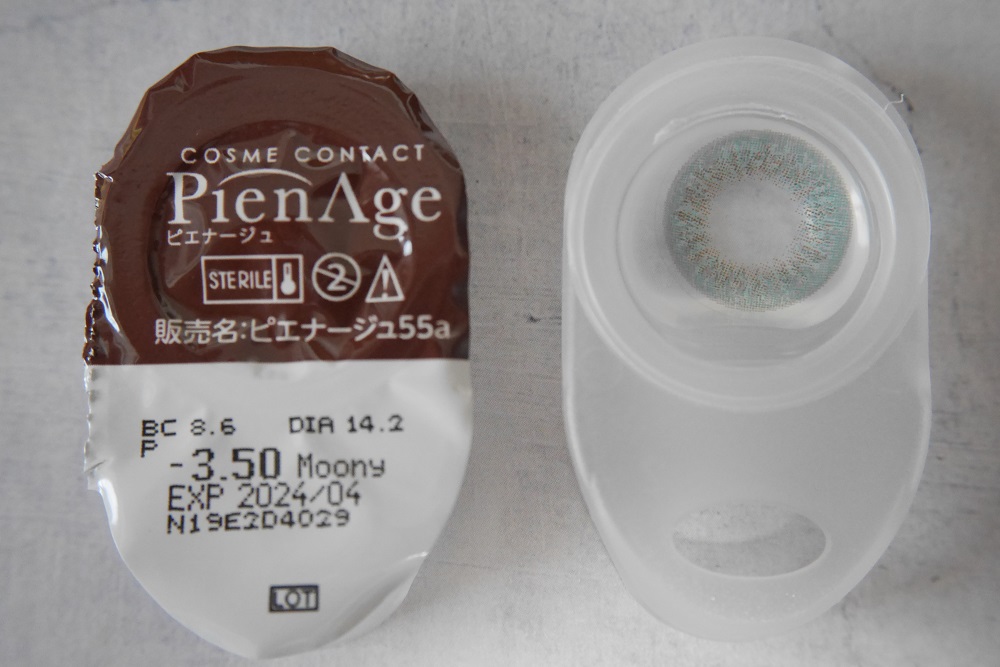 COSME CONTACT
PienAge
ピエナージュ
STERILE 2
販売名:ピエナージュ55a
BC 8.6 DIA 14.2
P -3.50 Moony
EXP 2024/04
N19E2D4029
LOT